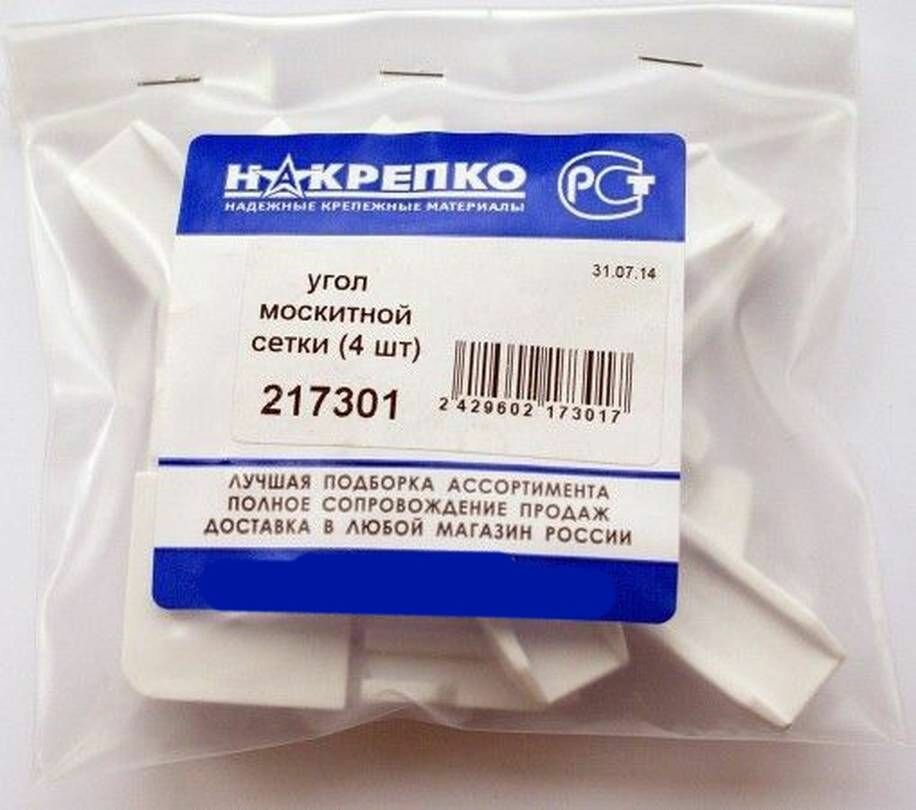 НАКРЕПКО
НАДЕЖНЫЕ КРЕПЕЖНЫЕ МАТЕРИАЛЫ
РСТ
31.07.14
угол
москитной
сетки (4 шт)
217301
2 429602 173017
ЛУЧШАЯ ПОДБОРКА АССОРТИМЕНТА
ПОЛНОЕ СОПРОВОЖДЕНИЕ ПРОДАЖ
ДОСТАВКА В ЛЮБОЙ МАГАЗИН РОССИИ